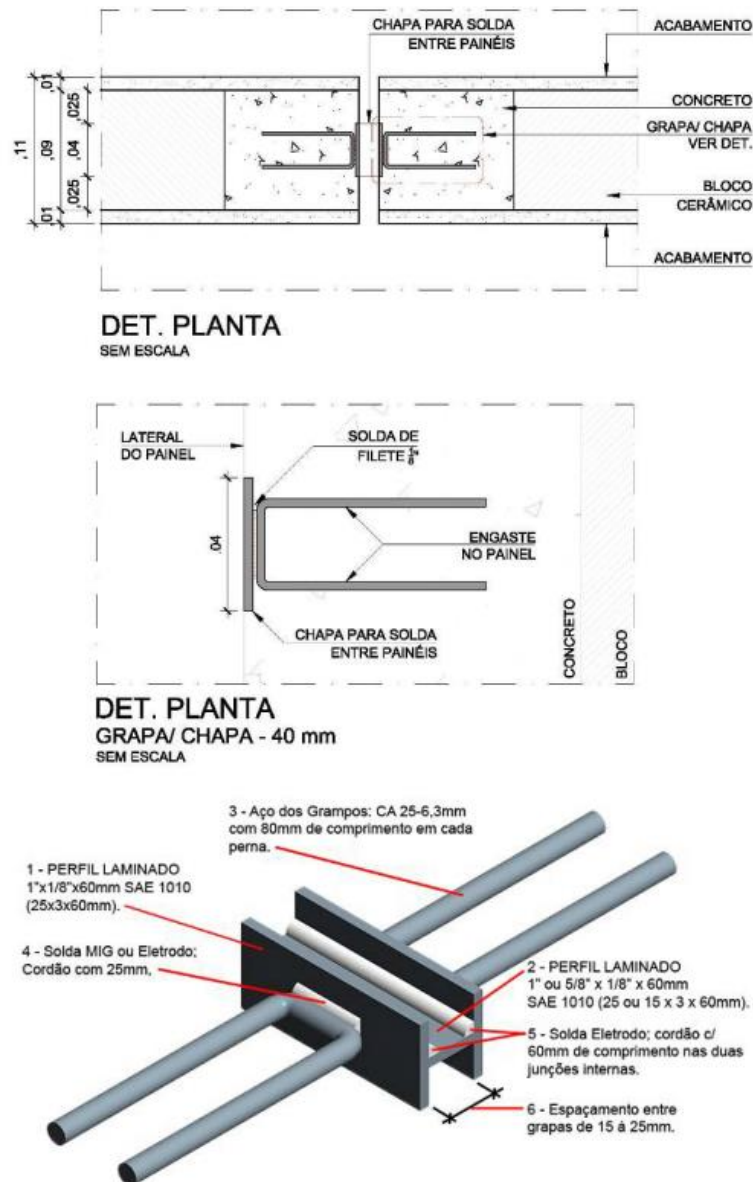 CHAPA PARA SOLDA
ENTRE PAINÉIS
ACABAMENTO
CONCRETO
GRAPA/ CHAPA
VER DET.
BLOCO
CERÂMICO
ACABAMENTO
,11
,01
,09
,01
,025
,04
,025
DET. PLANTA
SEM ESCALA
LATERAL
DO PAINEL
SOLDA DE
FILETE 1/8"
,04
ENGASTE
NO PAINEL
CHAPA PARA SOLDA
ENTRE PAINÉIS
CONCRETO
BLOCO
DET. PLANTA
GRAPA/ CHAPA - 40 mm
SEM ESCALA
3 - Aço dos Grampos: CA 25-6,3mm
com 80mm de comprimento em cada
perna.
1 - PERFIL LAMINADO
1"x1/8"x60mm SAE 1010
(25x3x60mm).
4 - Solda MIG ou Eletrodo;
Cordão com 25mm,
2 - PERFIL LAMINADO
1" ou 5/8" x 1/8" x 60mm
SAE 1010 (25 ou 15 x 3 x 60mm).
5 - Solda Eletrodo; cordão c/
60mm de comprimento nas duas
junções internas.
6 - Espaçamento entre
grapas de 15 á 25mm.